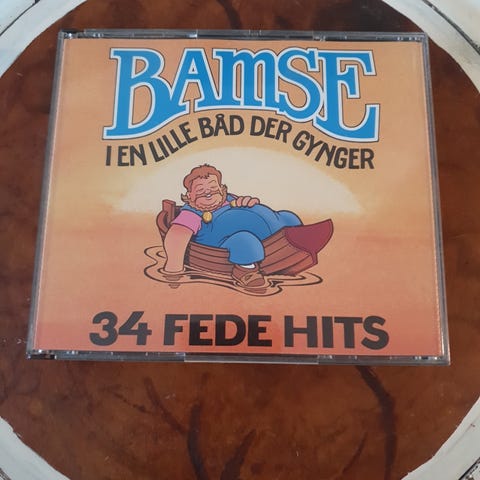 BAMSE
I EN LILLE BÅD DER GYNGER
34 FEDE HITS